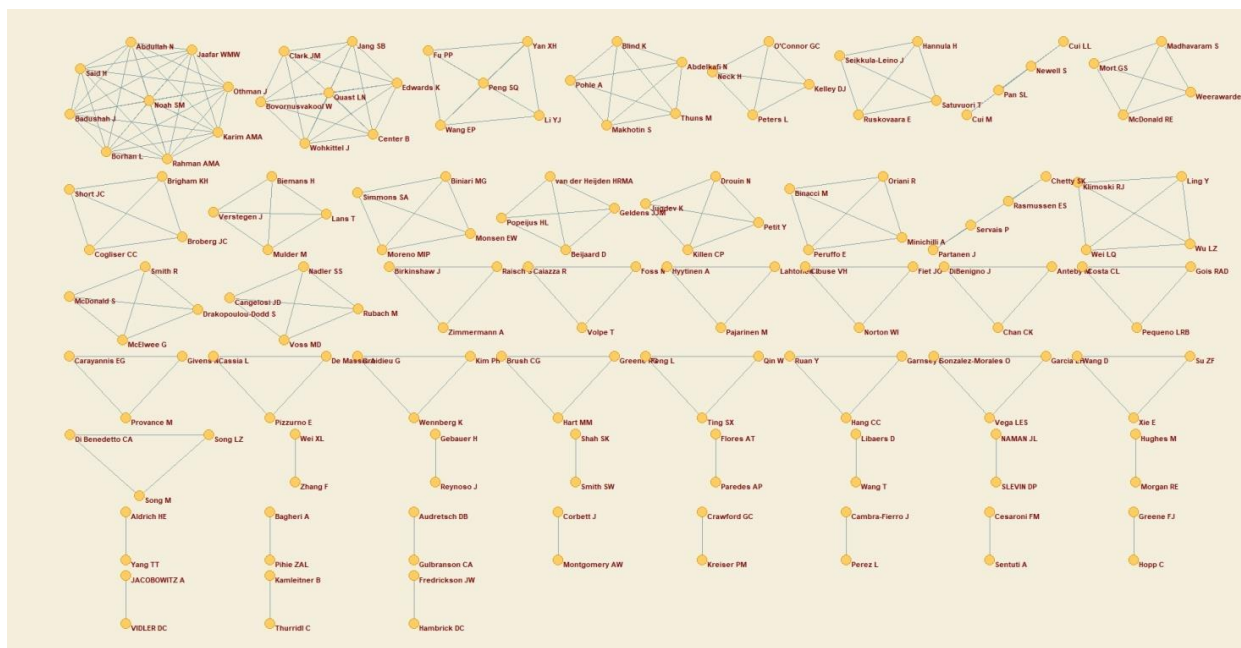 Abdullah N
Jaafar WMW
Said H
Othman J
Noah SM
Badushah J
Karim AMA
Borhan L
Rahman AMA
Jang SB
Clark JM
Edwards K
Quast LN
Bovornusvakool W
Center B
Wohkittel J
Fu PP
Yan XH
Peng SQ
Li YJ
Wang EP
Blind K
Abdelkafi N
Pohle A
Thuns M
Makhotin S
O'Connor GC
Neck H
Kelley DJ
Peters L
Hannula H
Seikkula-Leino J
Satuvuori T
Ruskovaara E
Cui LL
Newell S
Pan SL
Cui M
Madhavaram S
Mort GS
Weerawarde
McDonald RE
Brigham KH
Short JC
Broberg JC
Cogliser CC
Biemans H
Verstegen J
Lans T
Mulder M
Biniari MG
Simmons SA
Monsen EW
Moreno MIP
van der Heijden HRMA
Geldens JJM
Popeijus HL
Beijaard D
Drouin N
Jugdev K
Petit Y
Killen CP
Oriani R
Binacci M
Minichilli A
Peruffo E
Chetty SK
Rasmussen ES
Servais P
Partanen J
Klimoski RJ
Ling Y
Wu LZ
Wei LQ
Smith R
McDonald S
Drakopoulou-Dodd S
McElwee G
Nadler SS
Cangelosi JD
Rubach M
Voss MD
Birkinshaw J
Raisch S
Zimmermann A
Caiazza R
Foss N
Volpe T
Hyytinen A
Pajarinen M
Clouse VH
Fiet JO
Norton WI
DiBenigno J
Anteby M
Chan CK
Costa CL
Gois RAD
Pequeno LRB
Carayannis EG
Provance M
Cassia L
Pizzurno E
Wennberg K
Brush CG
Hart MM
Qin W
Ting SX
Ruan Y
Hang CC
Gonzalez-Morales O
Vega LES
Wang D
Su ZF
Xie E
Di Benedetto CA
Song LZ
Song M
Wei XL
Zhang F
Gebauer H
Reynoso J
Shah SK
Smith SW
Flores AT
Paredes AP
Libaers D
Wang T
NAMAN JL
SLEVIN DP
Hughes M
Morgan RE
Aldrich HE
Yang TT
Bagheri A
Pihie ZAL
Audretsch DB
Gulbranson CA
Corbett J
Montgomery AW
Crawford GC
Kreiser PM
Cambra-Fierro J
Perez L
Cesaroni FM
Sentuti A
Greene FJ
Hopp C
JACOBOWITZ A
VIDLER DC
Kamleitner B
Thurridl C
Fredrickson JW
Hambrick DC